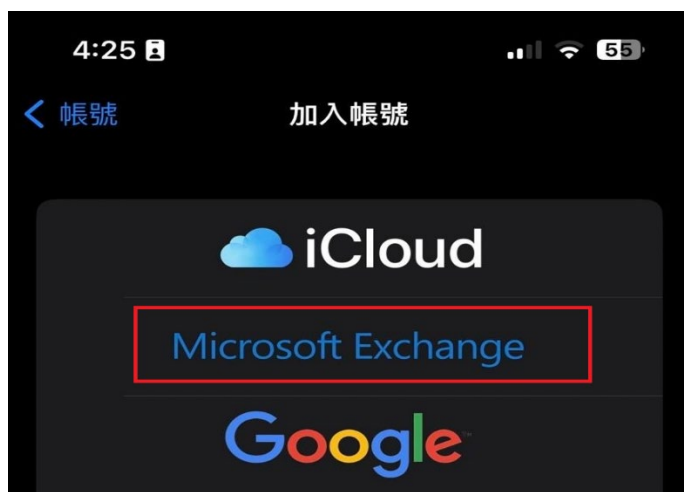 4:25 55
帳號 加入帳號
iCloud
Microsoft Exchange
Google